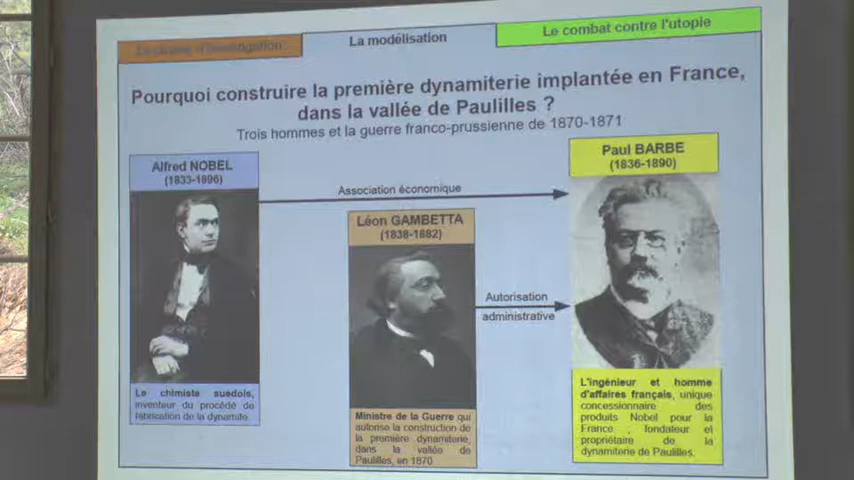 La modélisation
Le combat contre l'utopie
Pourquoi construire la première dynamiterie implantée en France,
dans la vallée de Paulilles ?
Trois hommes et la guerre franco-prussienne de 1870-1871
Alfred NOBEL
(1833-1896)
Association économique
Léon GAMBETTA
(1838-1882)
Paul BARBE
(1836-1890)
Autorisation
administrative
Le chimiste suédois,
inventeur du procédé de
fabrication de la dynamite.
Ministre de la Guerre qui
autorise la construction de
la première dynamiterie,
dans la vallée de
Paulilles, en 1870.
L'ingénieur et homme
d'affaires français, unique
concessionnaire des
produits Nobel pour la
France , fondateur et
propriétaire de la
dynamiterie de Paulilles.